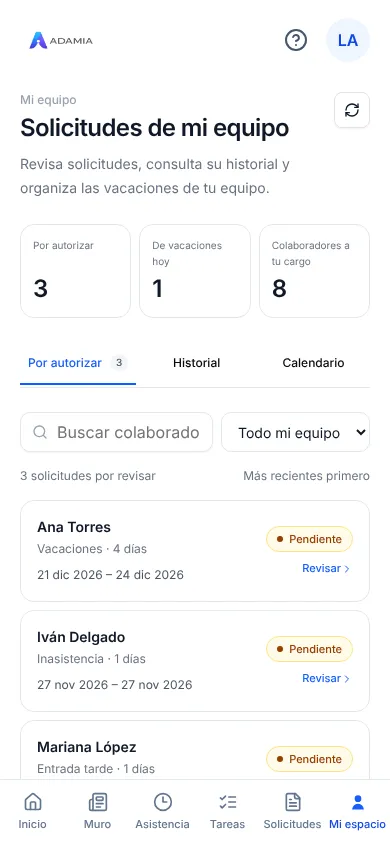 ADAMIA
LA
Mi equipo
Solicitudes de mi equipo
Revisa solicitudes, consulta su historial y
organiza las vacaciones de tu equipo.
Por autorizar
3
De vacaciones
hoy
1
Colaboradores a
tu cargo
8
Por autorizar 3
Historial
Calendario
Buscar colaborado
Todo mi equipo
3 solicitudes por revisar
Más recientes primero
Ana Torres
Vacaciones · 4 días
21 dic 2026 – 24 dic 2026
Pendiente
Revisar
Iván Delgado
Inasistencia · 1 días
27 nov 2026 – 27 nov 2026
Pendiente
Revisar
Mariana López
Entrada tarde · 1 días
Pendiente
Inicio
Muro
Asistencia
Tareas
Solicitudes
Mi espacio